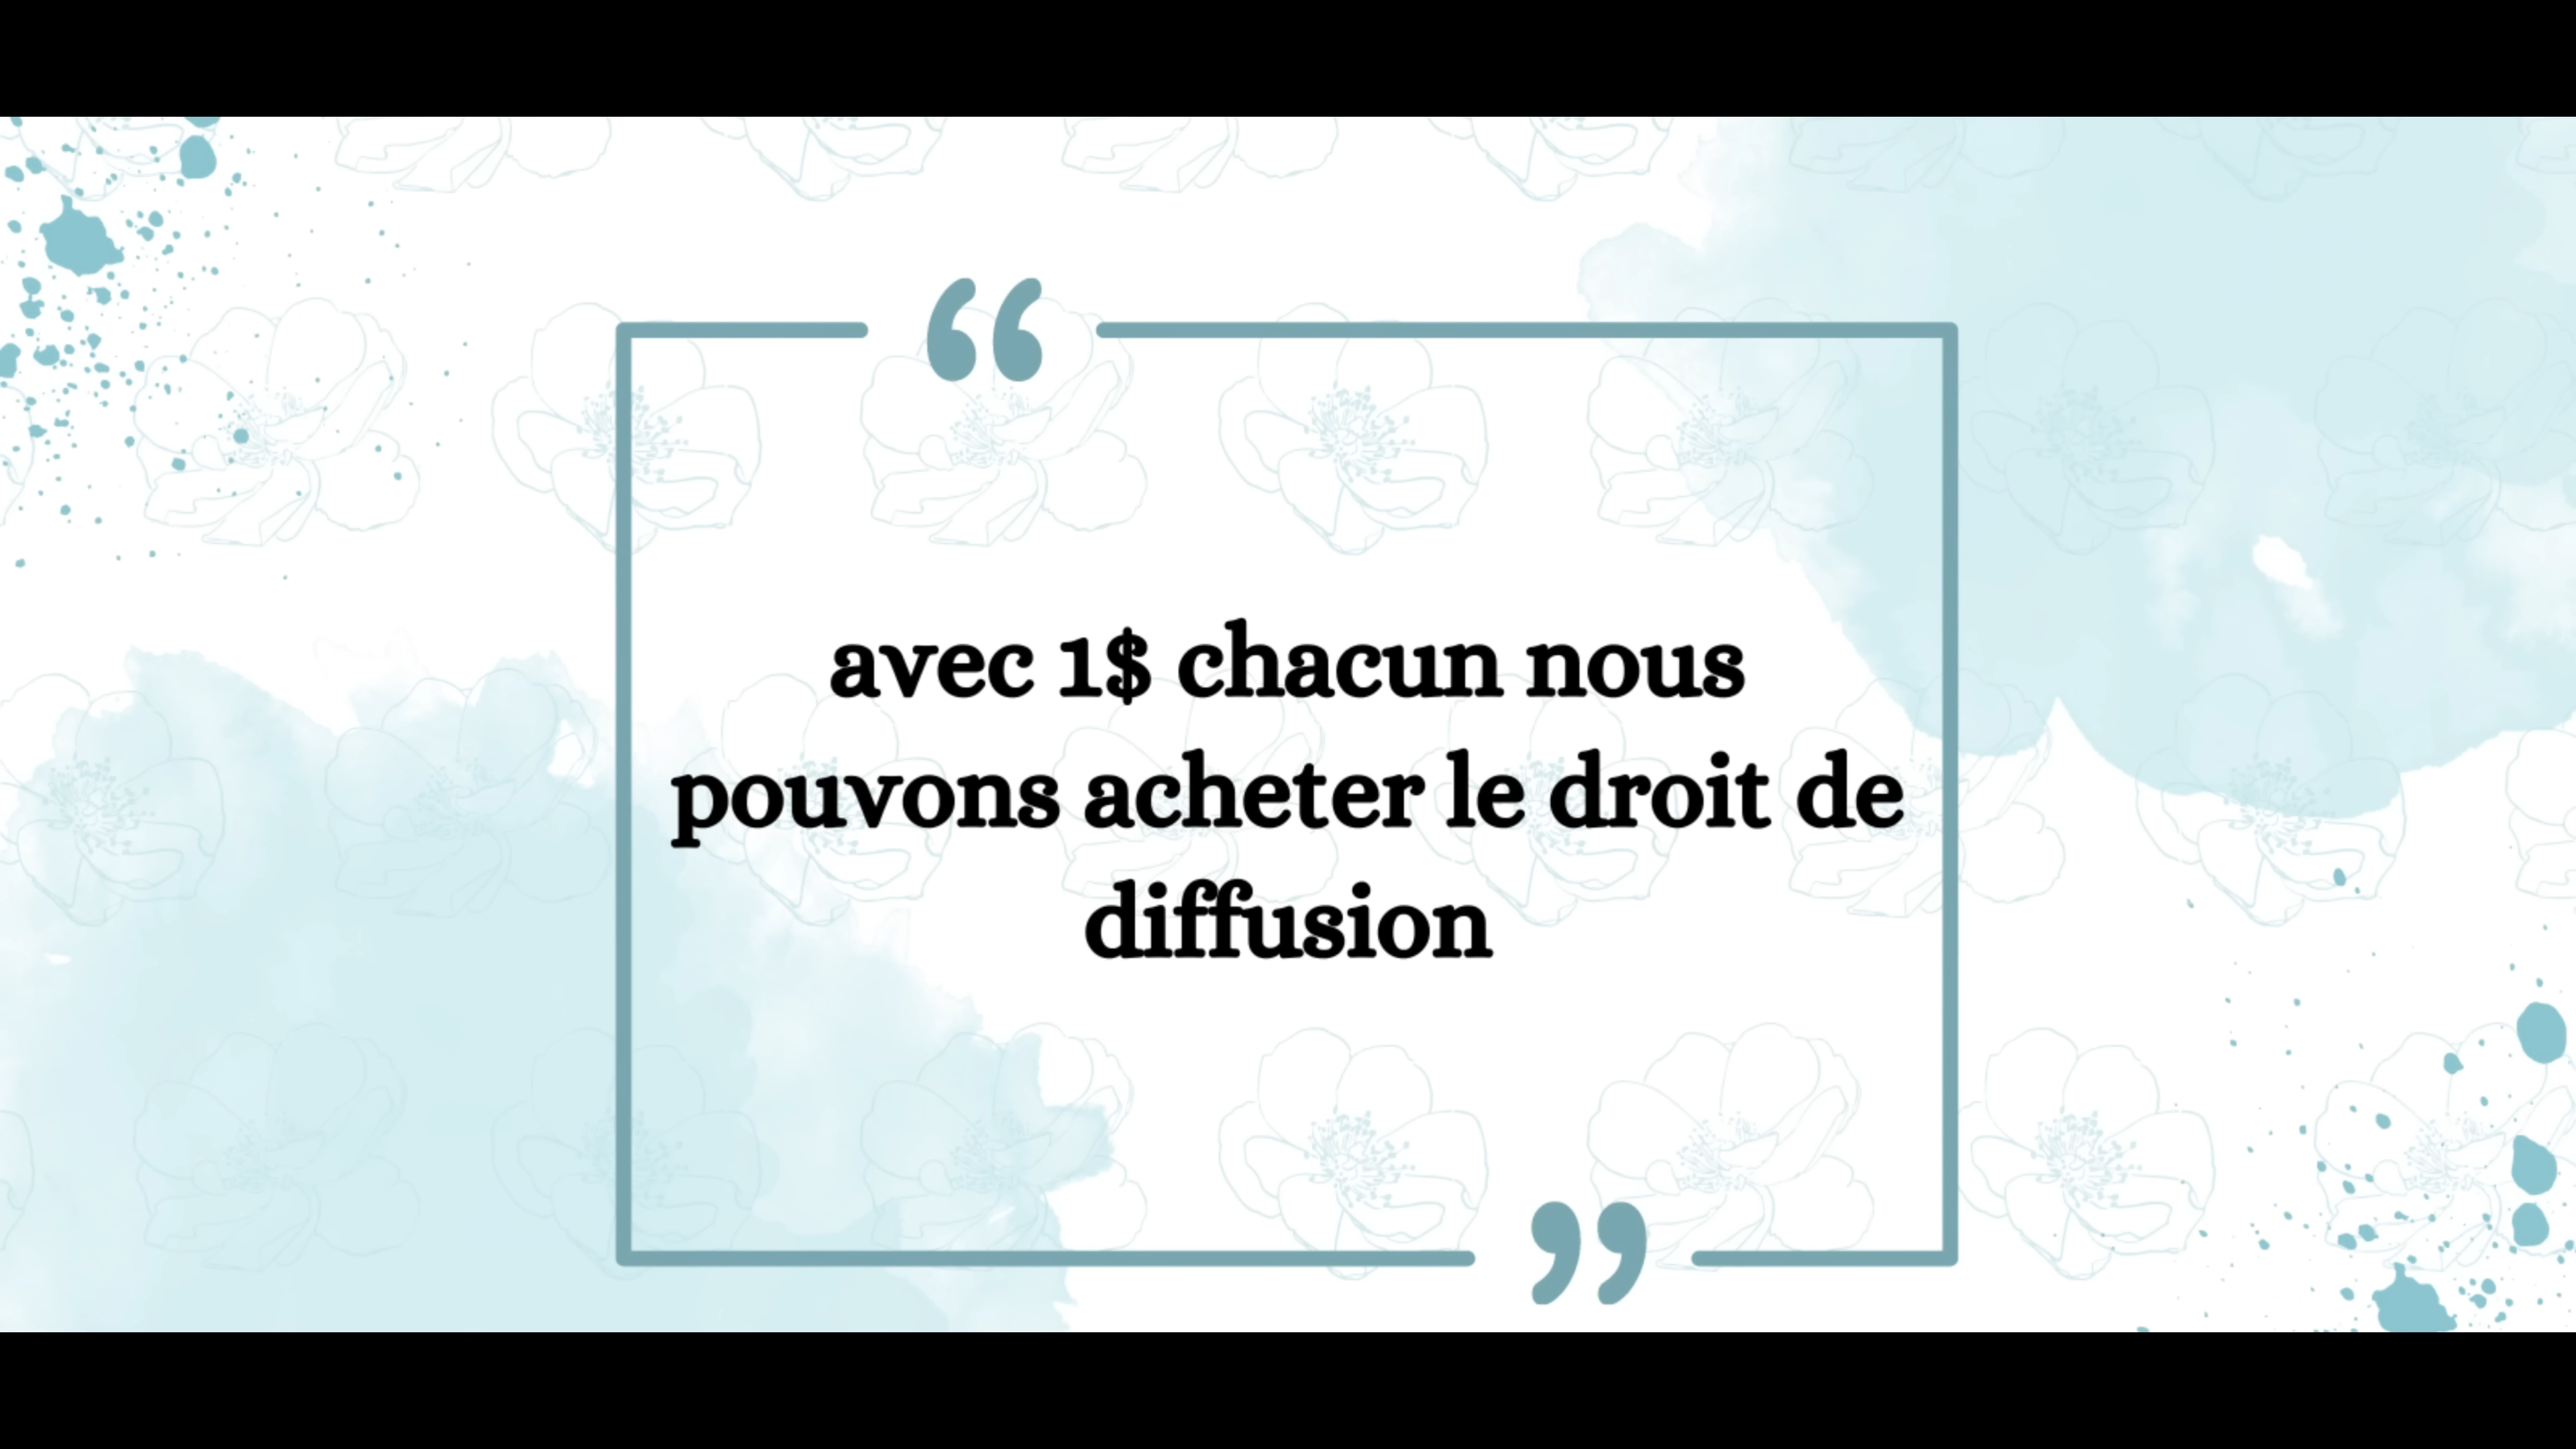 “
avec 1$ chacun nous
pouvons acheter le droit de
diffusion
”